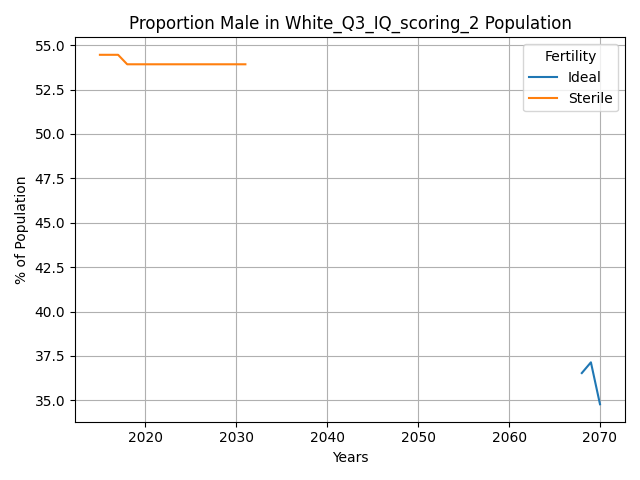 Proportion Male in White_Q3_IQ_scoring_2 Population
55.0
52.5
50.0
47.5
45.0
42.5
40.0
37.5
35.0
% of Population
Fertility
Ideal
Sterile
2020 2030 2040 2050 2060 2070
Years